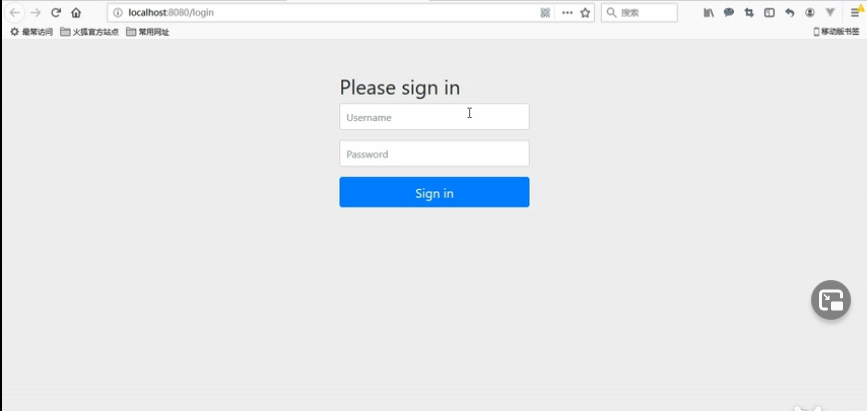 localhost:8080/login
搜索
最常访问 火狐官方站点 常用网址 移动版书签
Please sign in
Username
Password
Sign in